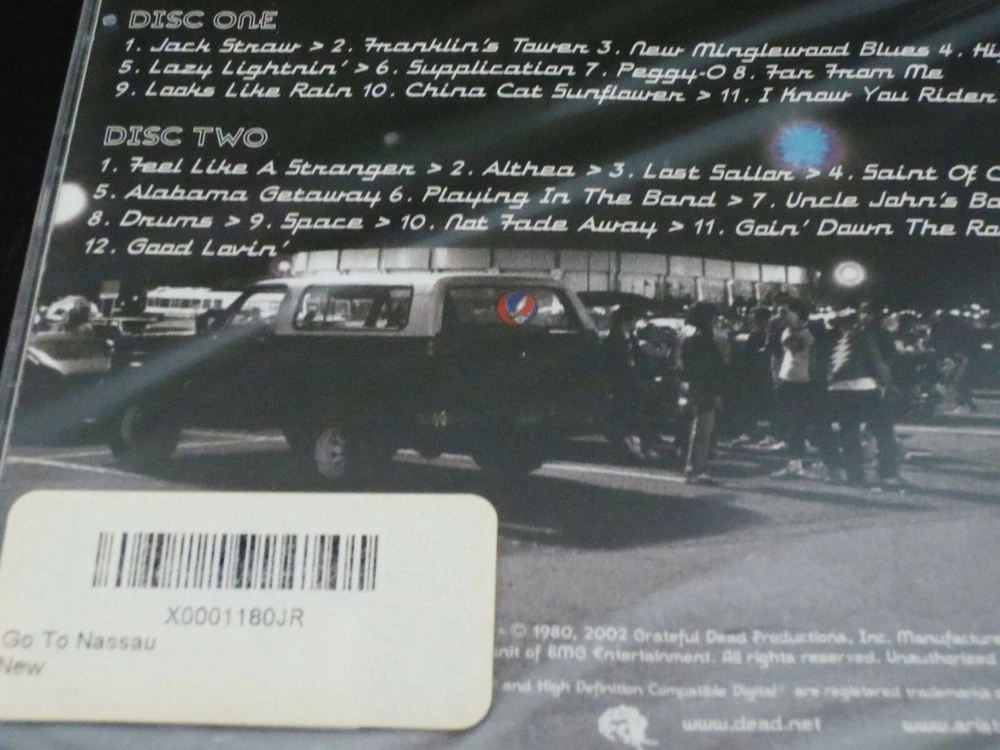 DISC ONE
1. Jack Straw > 2. Franklin's Tower 3. New Minglewood Blues 4.
5. Lazy Lightnin' > 6. Supplication 7. Peggy-O 8. Far From Me
9. Looks Like Rain 10. China Cat Sunflower > 11. I Know You Rider
DISC TWO
1. Feel Like A Stranger > 2. Althea > 3. Lost Sailor > 4. Saint Of
5. Alabama Getaway 6. Playing In The Band > 7. Uncle John's
8. Drums > 9. Space > 10. Not Fade Away > 11. Goin' Down The
12. Good Lovin'
X0001180JR
Go To Nassau
New
© 1980, 2002 Grateful Dead Productions, Inc.
unit of BMG Entertainment. All rights reserved. Unauthorized
and High Definition Compatible Digital are registered trademarks
www.dead.net